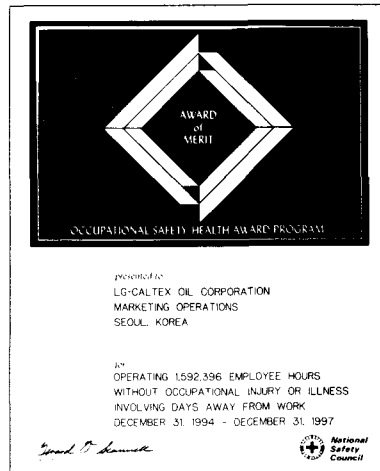 AWARD
of
MERIT
OCCUPATIONAL SAFETY HEALTH AWARD PROGRAM
presented to
LG-CALTEX OIL CORPORATION
MARKETING OPERATIONS
SEOUL, KOREA
for
OPERATING 1,592,396 EMPLOYEE HOURS
WITHOUT OCCUPATIONAL INJURY OR ILLNESS
INVOLVING DAYS AWAY FROM WORK
DECEMBER 31, 1994 - DECEMBER 31, 1997
National
Safety
Council